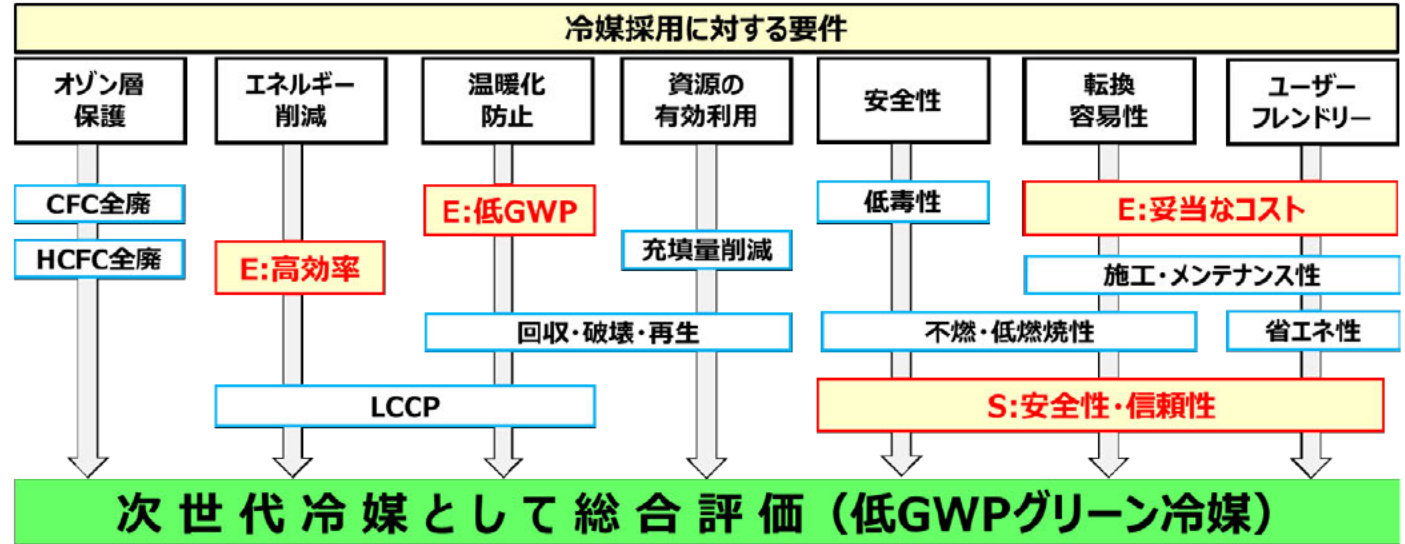 冷媒採用に対する要件
オゾン層
保護
エネルギー
削減
温暖化
防止
資源の
有効利用
安全性
転換
容易性
ユーザー
フレンドリー
CFC全廃
HCFC全廃
E:高効率
E:低GWP
充填量削減
低毒性
E:妥当なコスト
施工・メンテナンス性
回収・破壊・再生
不燃・低燃焼性
省エネ性
LCCP
S:安全性・信頼性
次世代冷媒として総合評価（低GWPグリーン冷媒）